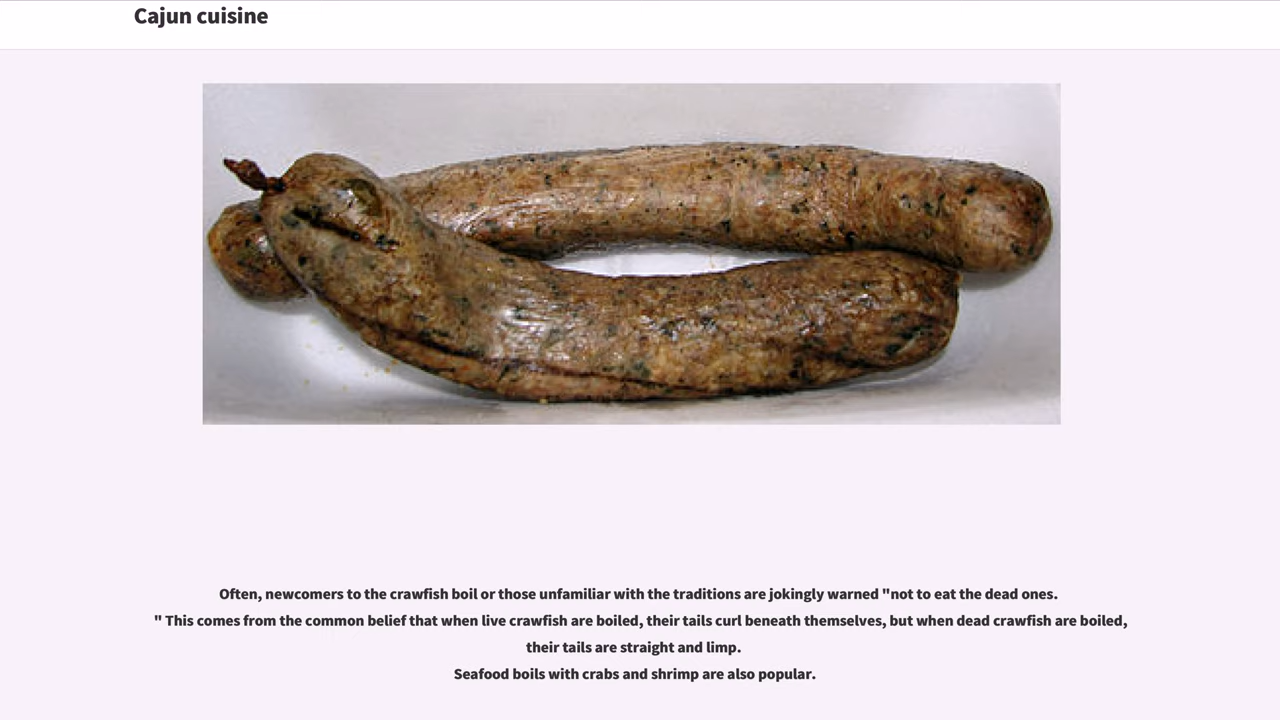 Cajun cuisine
Often, newcomers to the crawfish boil or those unfamiliar with the traditions are jokingly warned "not to eat the dead ones.
" This comes from the common belief that when live crawfish are boiled, their tails curl beneath themselves, but when dead crawfish are boiled,
their tails are straight and limp.
Seafood boils with crabs and shrimp are also popular.